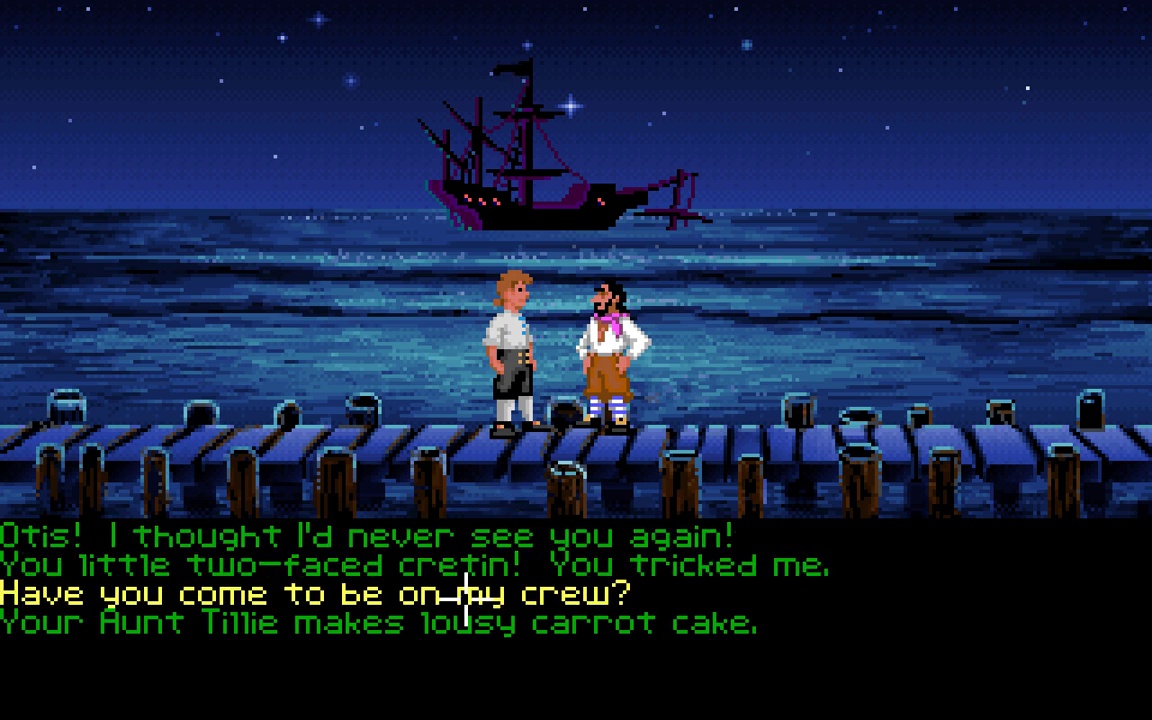 Otis!  I thought I'd never see you again!
You little two-faced cretin!  You tricked me.
Have you come to be on my crew?
Your Aunt Tillie makes lousy carrot cake.